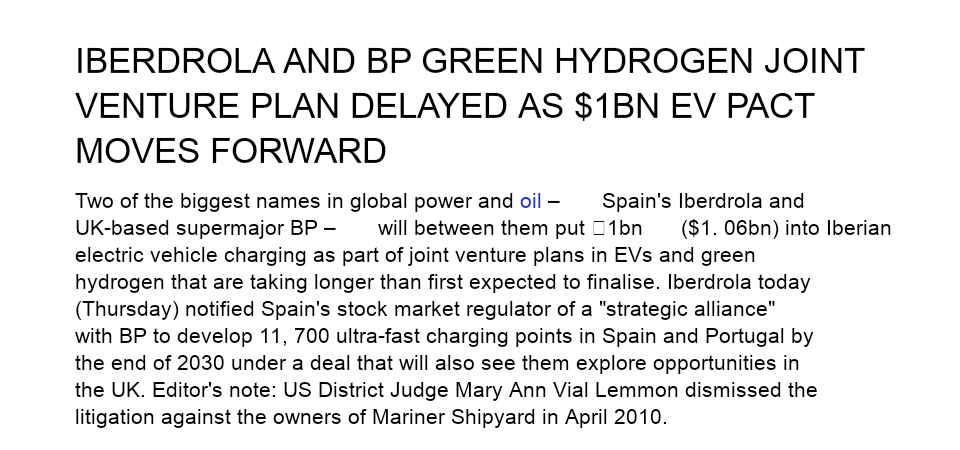 IBERDROLA AND BP GREEN HYDROGEN JOINT
VENTURE PLAN DELAYED AS $1BN EV PACT
MOVES FORWARD
Two of the biggest names in global power and oil – Spain's Iberdrola and
UK-based supermajor BP – will between them put □1bn ($1. 06bn) into Iberian
electric vehicle charging as part of joint venture plans in EVs and green
hydrogen that are taking longer than first expected to finalise. Iberdrola today
(Thursday) notified Spain's stock market regulator of a "strategic alliance"
with BP to develop 11, 700 ultra-fast charging points in Spain and Portugal by
the end of 2030 under a deal that will also see them explore opportunities in
the UK. Editor's note: US District Judge Mary Ann Vial Lemmon dismissed the
litigation against the owners of Mariner Shipyard in April 2010.